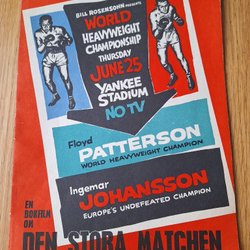 BILL ROSENSOHN presents
WORLD
HEAVYWEIGHT
CHAMPIONSHIP
THURSDAY
JUNE 25
YANKEE
STADIUM
NO TV
Floyd
PATTERSON
WORLD HEAVYWEIGHT CHAMPION
Ingemar
JOHANSSON
EUROPE'S UNDEFEATED CHAMPION
EN
BOKFILM
OM
DEN STORA MATCHEN